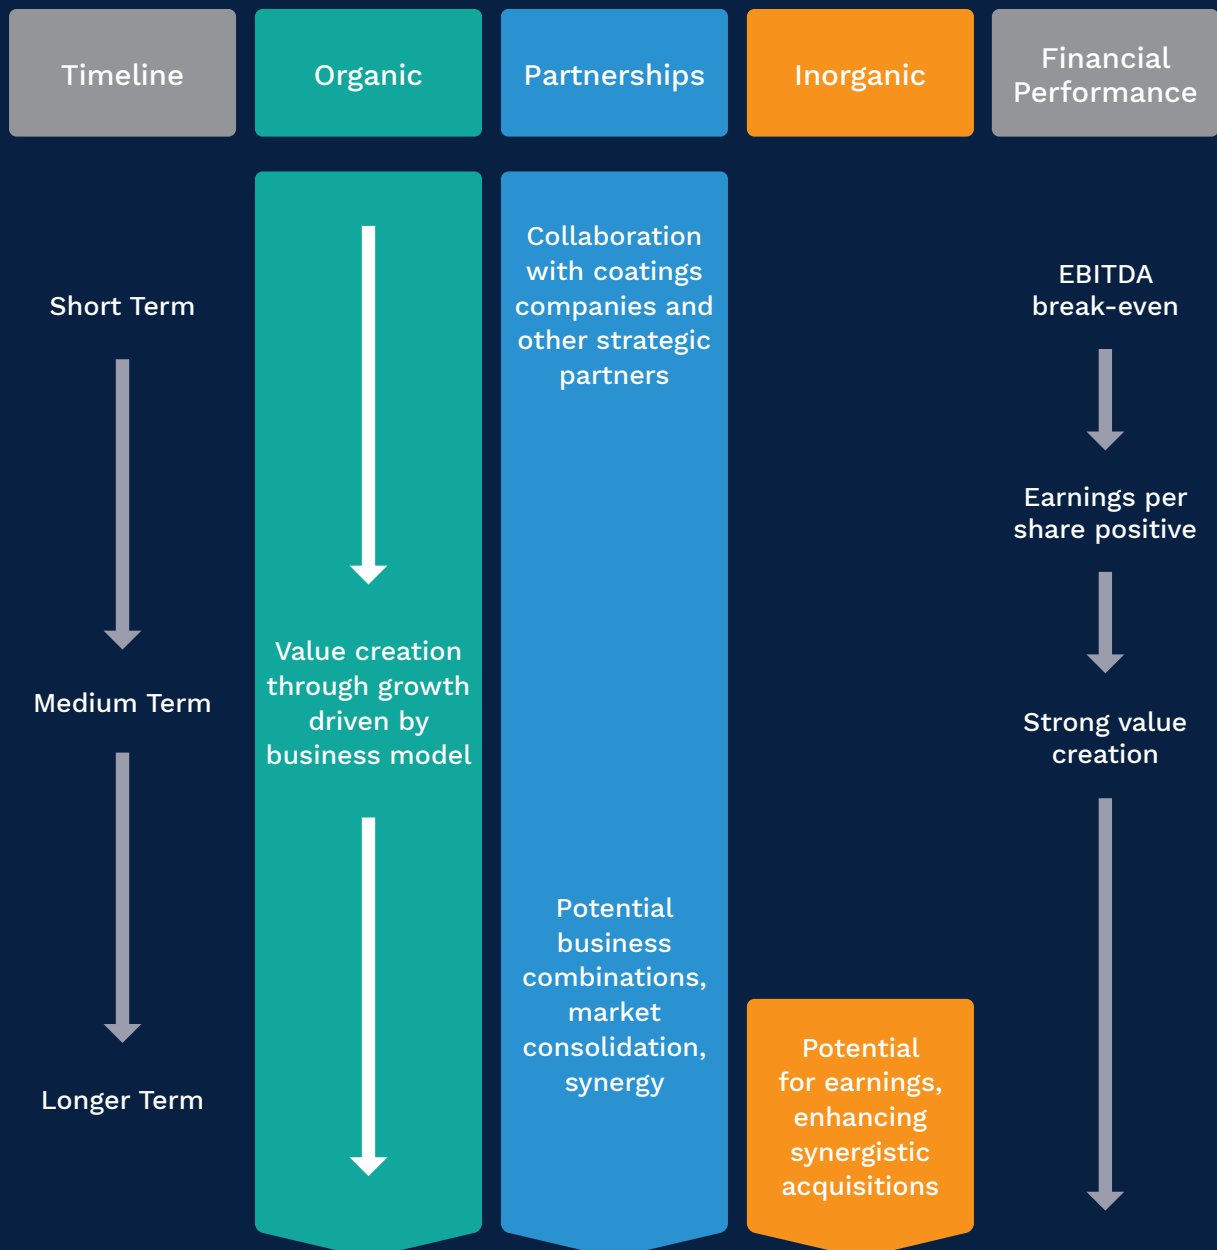 Timeline
Organic
Partnerships
Inorganic
Financial
Performance
Short Term
Medium Term
Longer Term
Value creation
through growth
driven by
business model
Collaboration
with coatings
companies and
other strategic
partners
Potential
business
combinations,
market
consolidation,
synergy
Potential
for earnings,
enhancing
synergistic
acquisitions
EBITDA
break-even
Earnings per
share positive
Strong value
creation